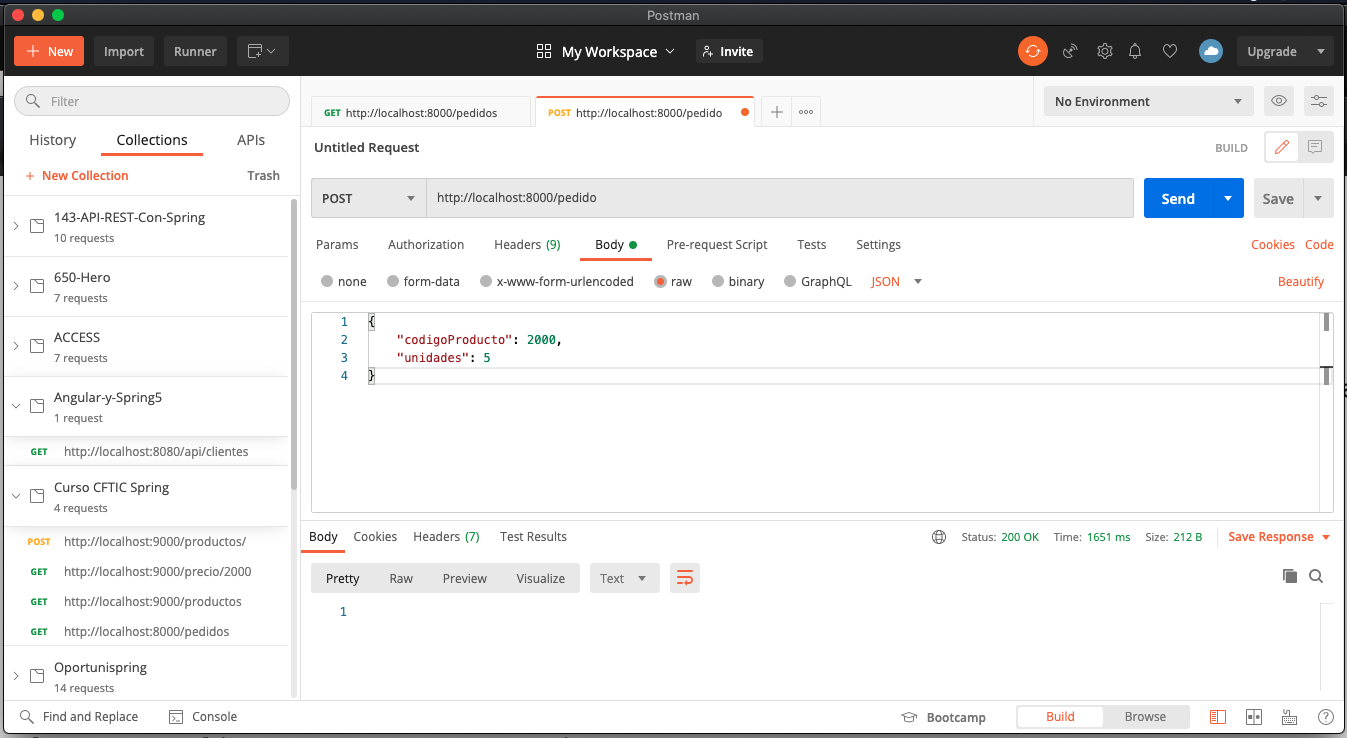 Postman
New Import Runner My Workspace Invite Upgrade
Filter
History Collections APIs
New Collection Trash
143-API-REST-Con-Spring
10 requests
650-Hero
7 requests
ACCESS
7 requests
Angular-y-Spring5
1 request
GET http://localhost:8080/api/clientes
Curso CFTIC Spring
4 requests
POST http://localhost:9000/productos/
GET http://localhost:9000/precio/2000
GET http://localhost:9000/productos
GET http://localhost:8000/pedidos
Oportunispring
14 requests
GET http://localhost:8000/pedidos POST http://localhost:8000/pedido No Environment
Untitled Request BUILD
POST http://localhost:8000/pedido Send Save
Params Authorization Headers (9) Body Pre-request Script Tests Settings Cookies Code
none form-data x-www-form-urlencoded raw binary GraphQL JSON Beautify
1 {
2 "codigoProducto": 2000,
3 "unidades": 5
4 }
Body Cookies Headers (7) Test Results Status: 200 OK Time: 1651 ms Size: 212 B Save Response
Pretty Raw Preview Visualize Text
1
Find and Replace Console Bootcamp Build Browse